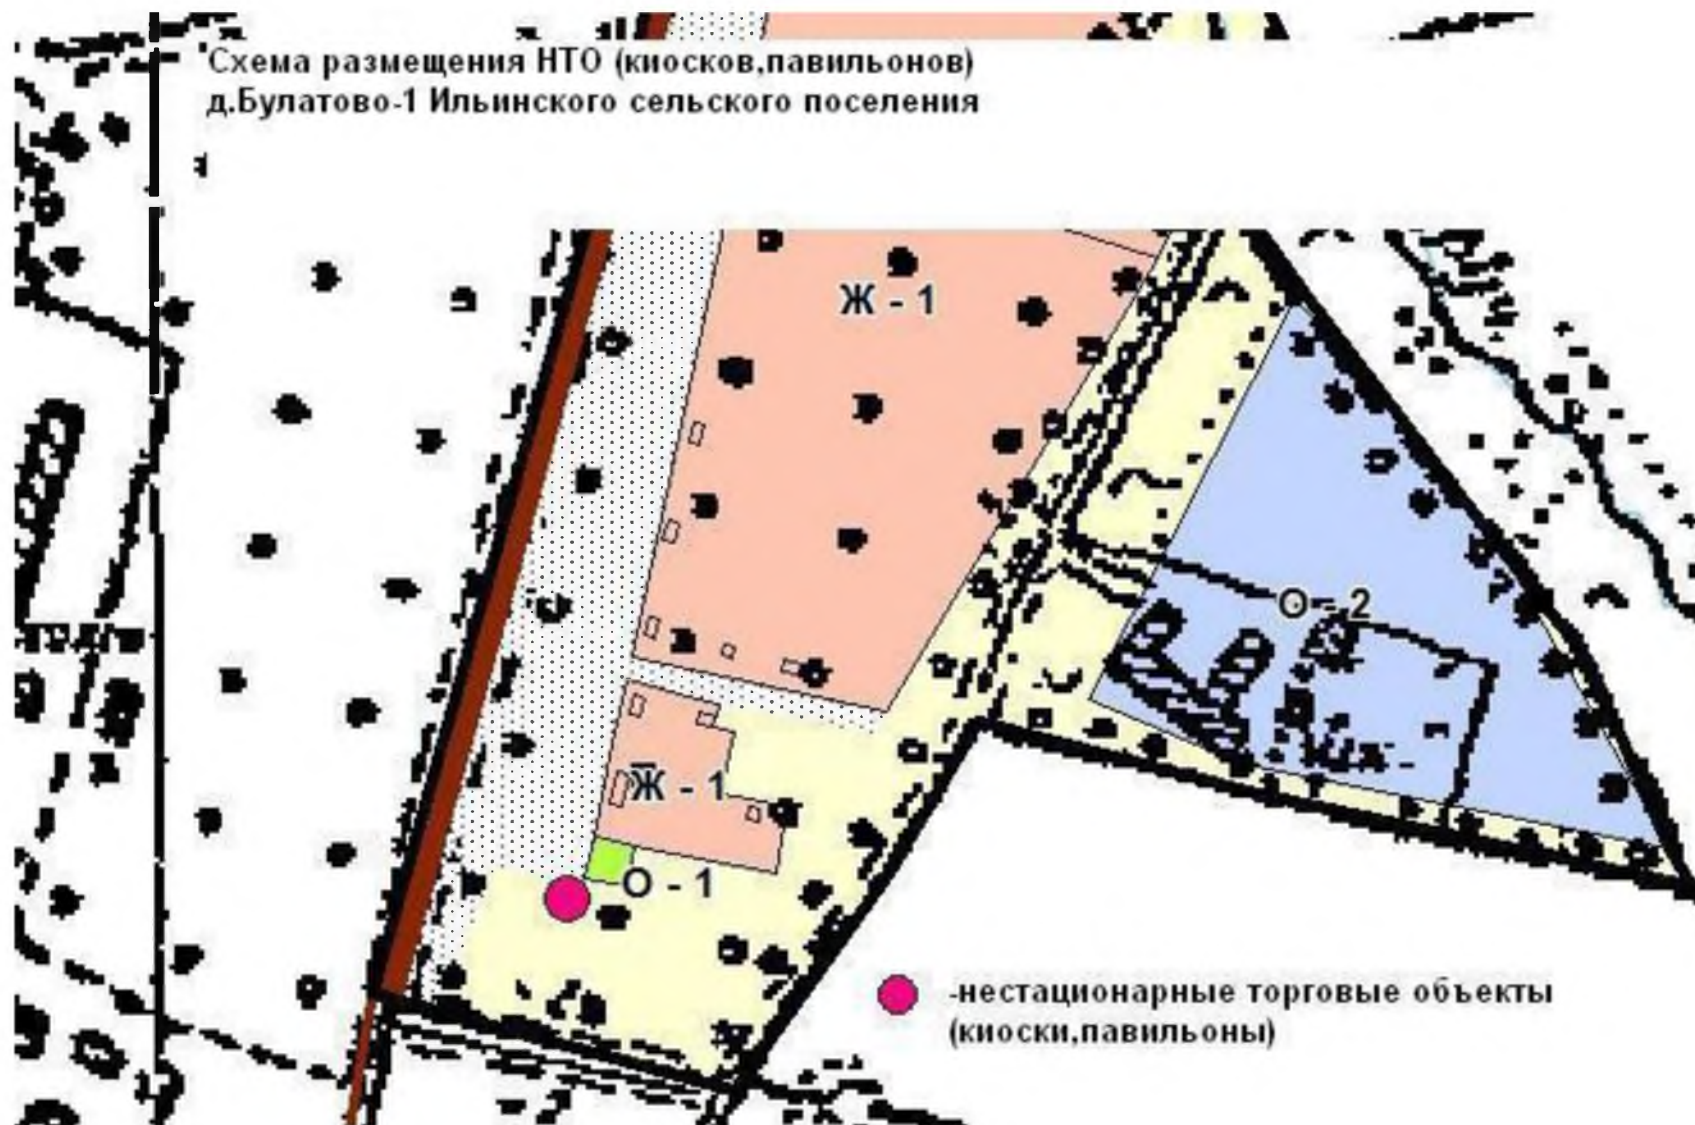 Схема размещения НТО (киосков,павильонов)
д.Булатово-1 Ильинского сельского поселения
Ж - 1
О - 2
Ж - 1
О - 1
-нестационарные торговые объекты
(киоски,павильоны)